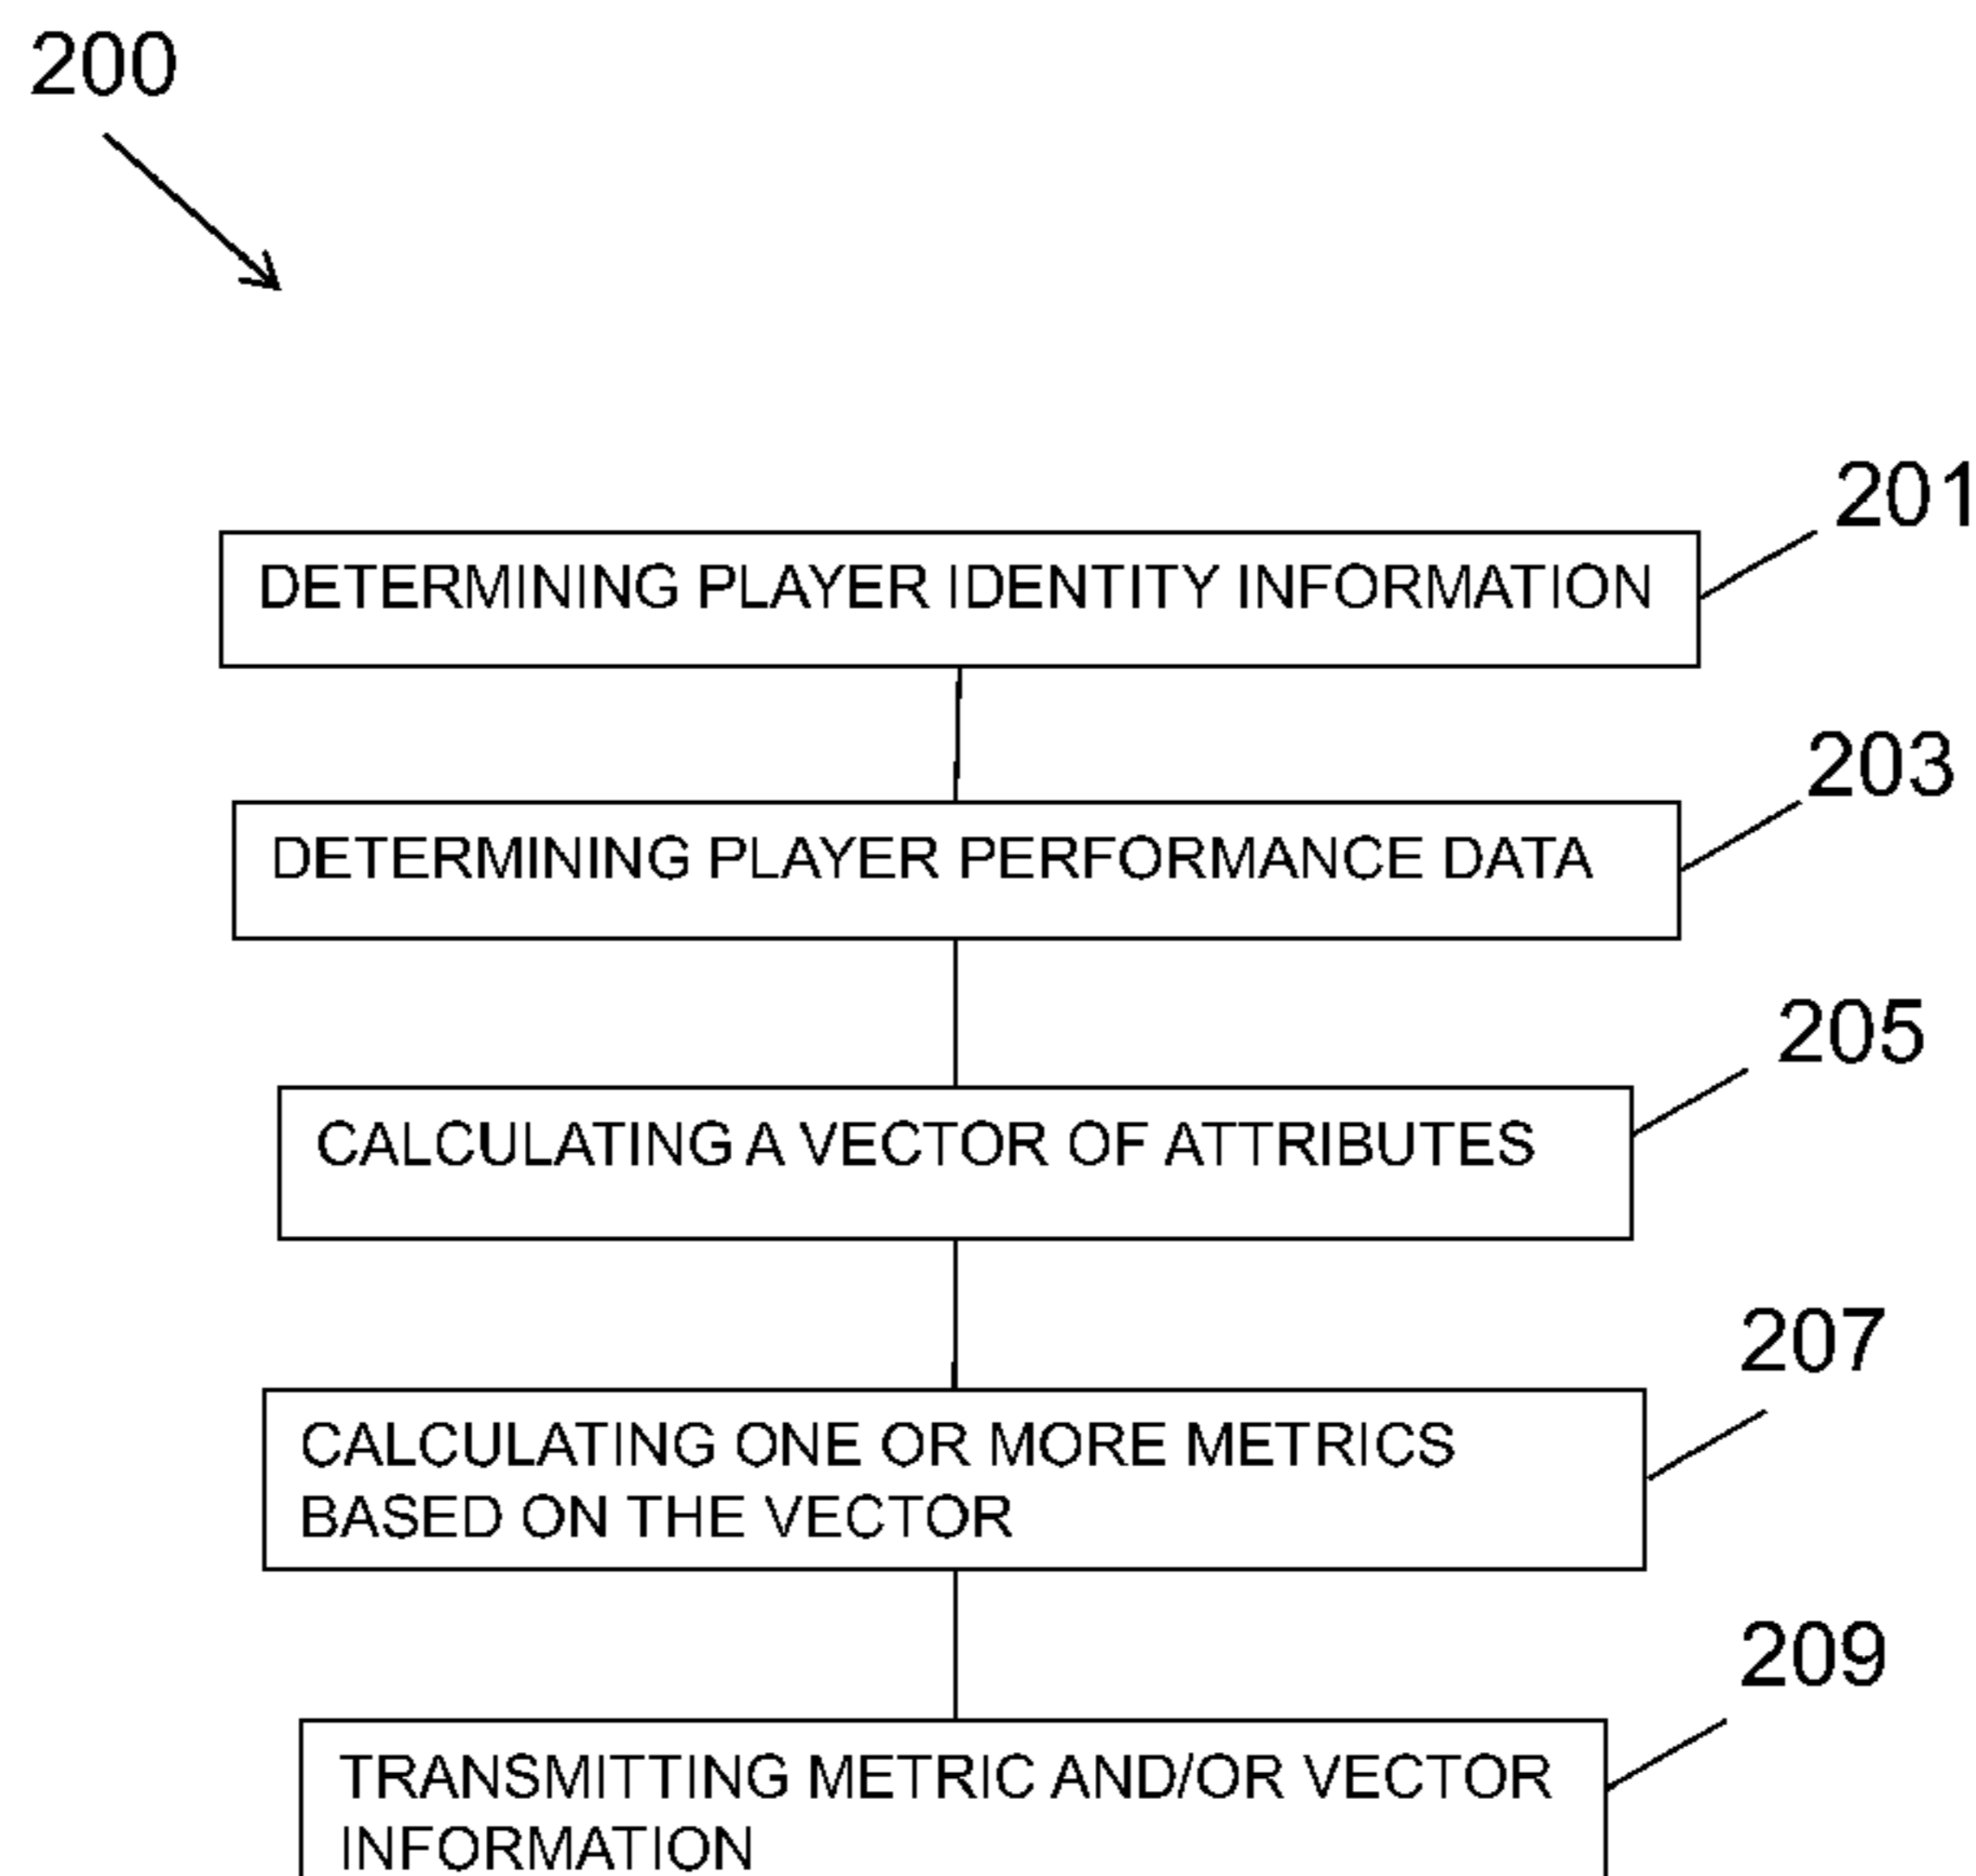 200
201
DETERMINING PLAYER IDENTITY INFORMATION
203
DETERMINING PLAYER PERFORMANCE DATA
205
CALCULATING A VECTOR OF ATTRIBUTES
207
CALCULATING ONE OR MORE METRICS
BASED ON THE VECTOR
209
TRANSMITTING METRIC AND/OR VECTOR
INFORMATION